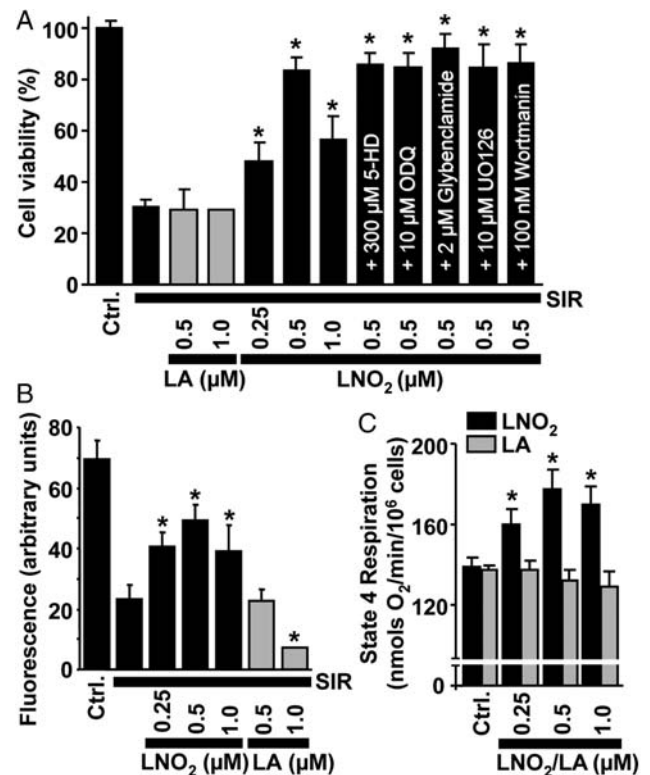 A
Cell viability (%)
100
80
60
40
20
0
*
*
*
*
*
*
*
*
+ 300 µM 5-HD
+ 10 µM ODQ
+ 2 µM Glybenclamide
+ 10 µM UO126
+ 100 nM Wortmanin
SIR
Ctrl.
0.5
1.0
0.25
0.5
1.0
0.5
0.5
0.5
0.5
0.5
LA (µM)
LNO₂ (µM)
B
Fluorescence (arbitrary units)
80
60
40
20
0
*
*
*
*
SIR
Ctrl.
0.25
0.5
1.0
0.5
1.0
LNO₂ (µM)
LA (µM)
C
LNO₂
LA
State 4 Respiration
(nmols O₂/min/10⁶ cells)
200
160
120
0
*
*
*
Ctrl.
0.25
0.5
1.0
LNO₂/LA (µM)